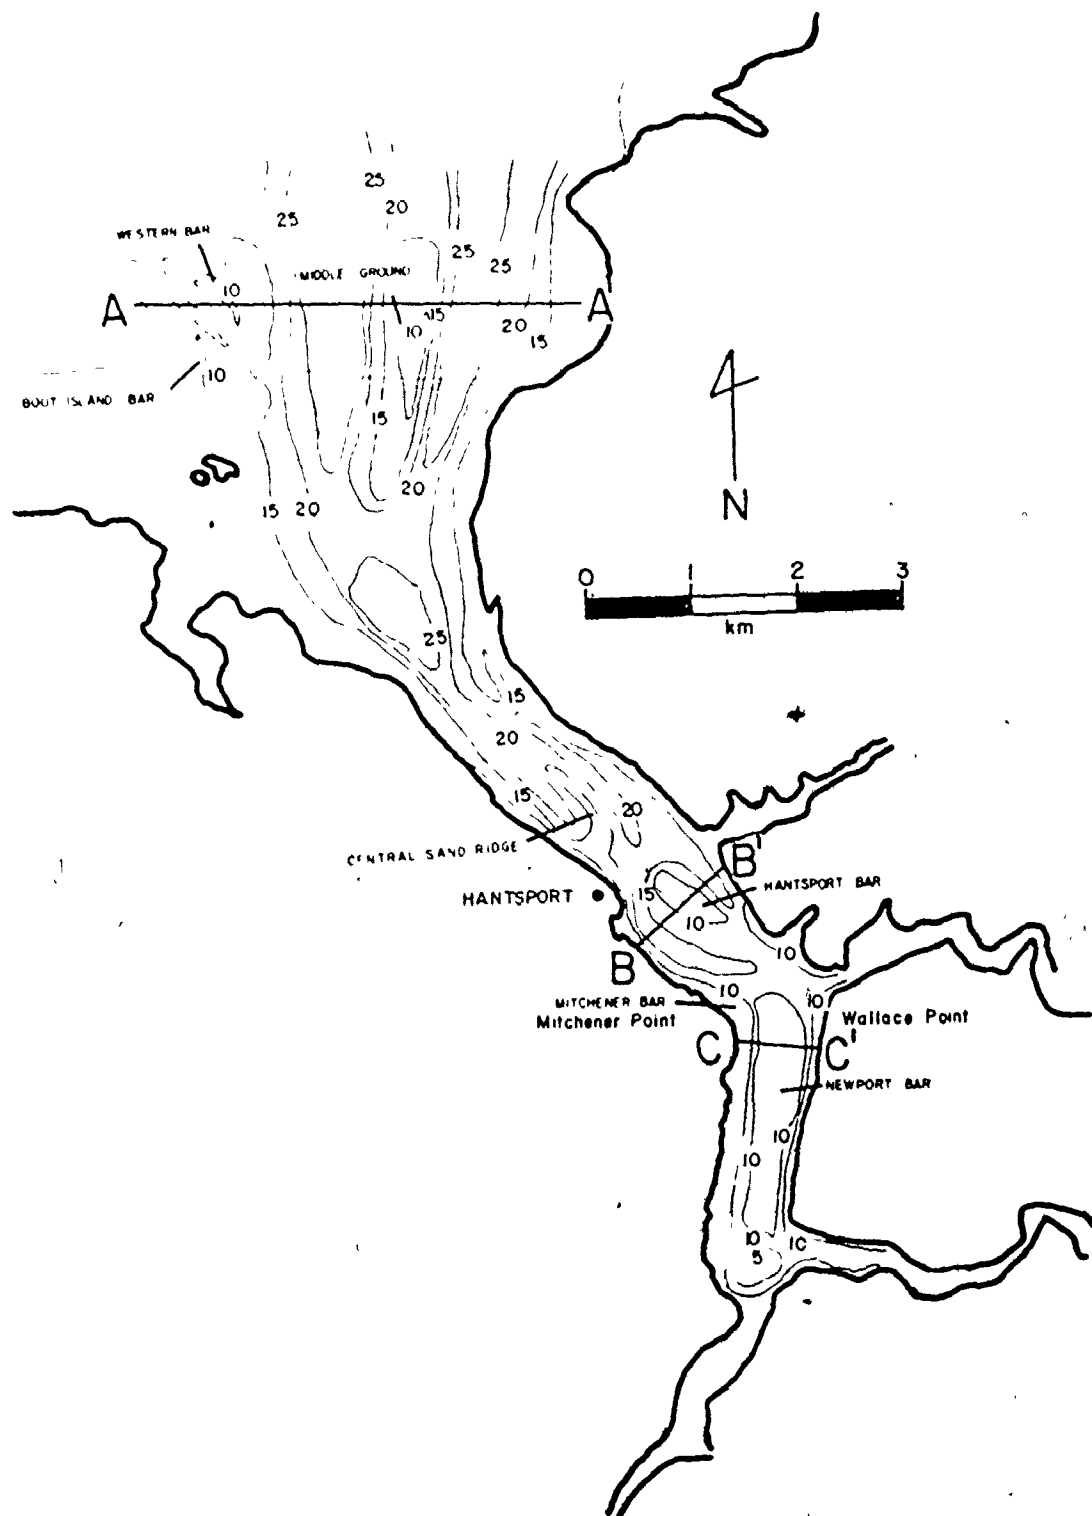 25
25
20
WESTERN BAR
25
25
MIDDLE GROUND
10
A
A
15
10
20
15
10
BOUT ISLAND BAR
15
20
15
20
N
0 1 2 3
km
25
15
20
15
20
CENTRAL SAND RIDGE
B'
HANTSPORT BAR
HANTSPORT
15
10
10
B
10
10
MITCHENER BAR
Mitchener Point
Wallace Point
C
C'
NEWPORT BAR
10
10
10
10
5